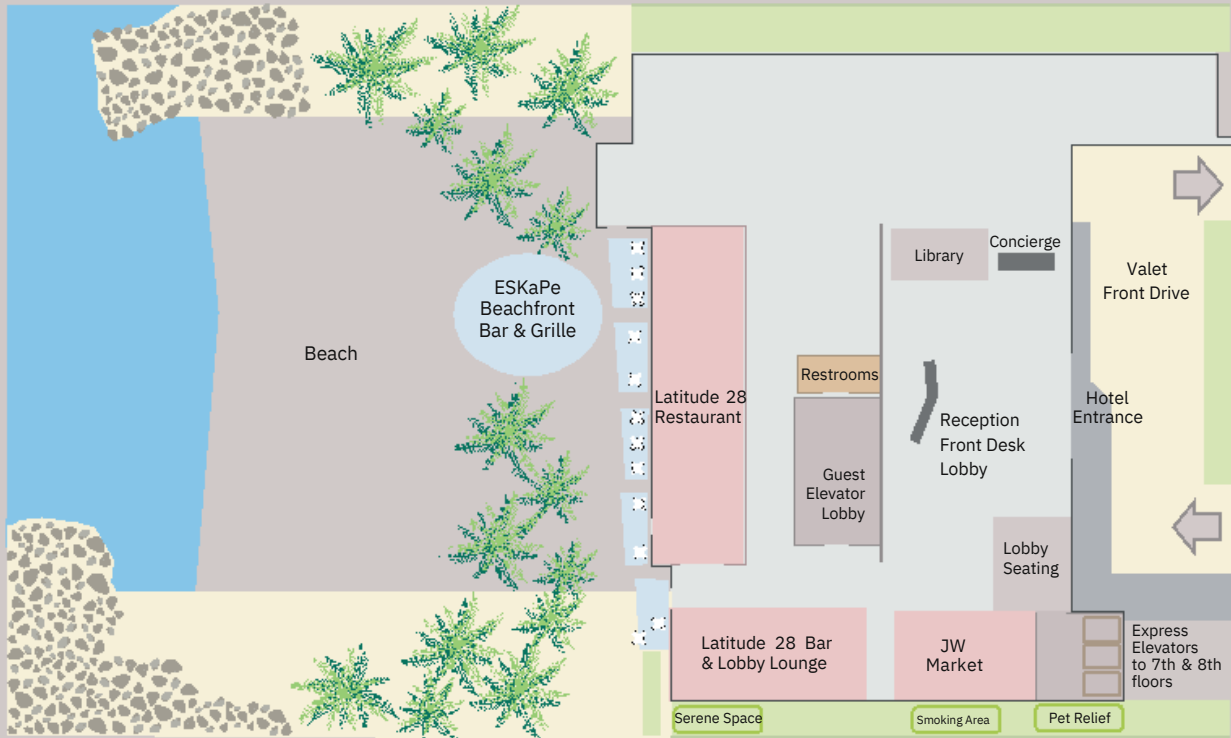 Concierge
Library
Valet
Front Drive
ESKaPe
Beachfront
Bar & Grille
Beach
Restrooms
Latitude 28
Restaurant
Hotel
Entrance
Reception
Front Desk
Lobby
Guest
Elevator
Lobby
Lobby
Seating
Latitude 28 Bar
& Lobby Lounge
JW
Market
Express
Elevators
to 7th & 8th
floors
Serene Space
Smoking Area
Pet Relief